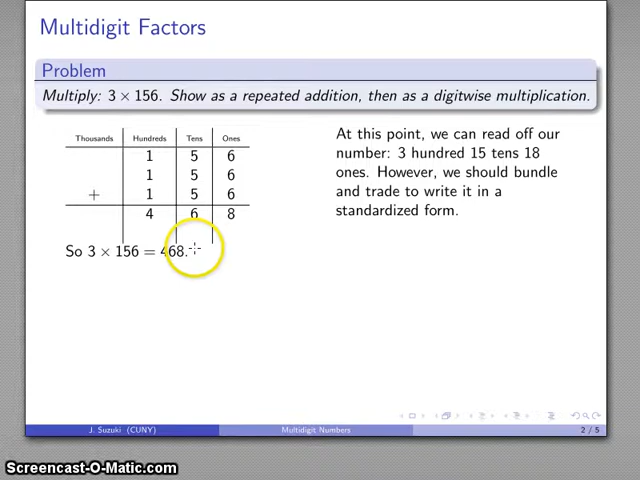 Multidigit Factors
Problem
Multiply: 3 × 156. Show as a repeated addition, then as a digitwise multiplication.
Thousands Hundreds Tens Ones
1 5 6
1 5 6
+ 1 5 6
4 6 8
So 3 × 156 = 468.
At this point, we can read off our
number: 3 hundred 15 tens 18
ones. However, we should bundle
and trade to write it in a
standardized form.
J. Suzuki (CUNY) Multidigit Numbers 2 / 5
Screencast-O-Matic.com